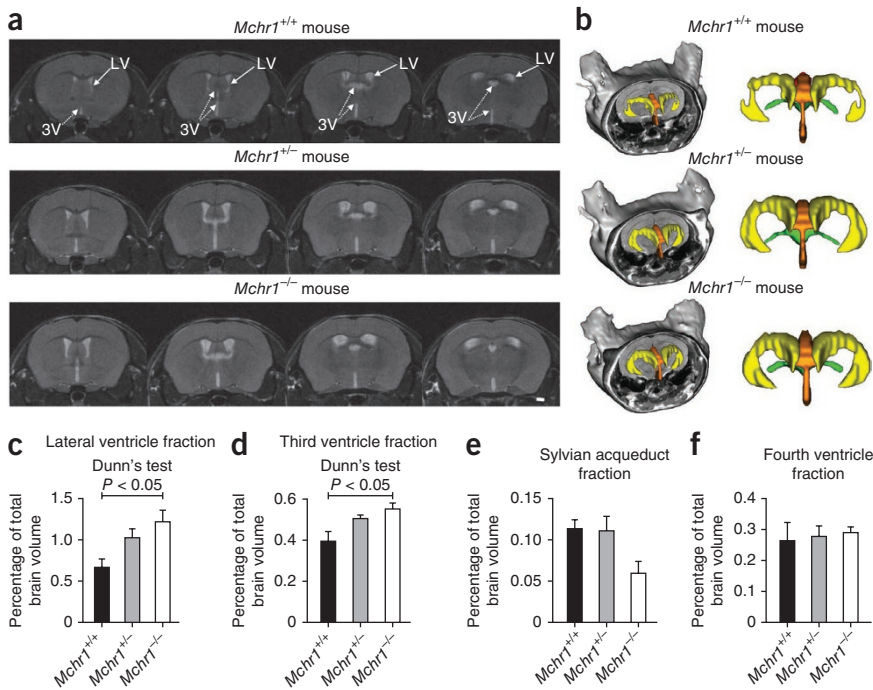 a
Mchr1+/+ mouse
LV
LV
LV
LV
3V
3V
3V
3V
Mchr1+/– mouse
Mchr1–/– mouse
b
Mchr1+/+ mouse
Mchr1+/– mouse
Mchr1–/– mouse
c
Lateral ventricle fraction
Dunn's test
P < 0.05
Percentage of total
brain volume
1.5
1.0
0.5
0
Mchr1+/+
Mchr1+/–
Mchr1–/–
d
Third ventricle fraction
Dunn's test
P < 0.05
Percentage of total
brain volume
0.6
0.4
0.2
0
Mchr1+/+
Mchr1+/–
Mchr1–/–
e
Sylvian acqueduct
fraction
Percentage of total
brain volume
0.15
0.10
0.05
0
Mchr1+/+
Mchr1+/–
Mchr1–/–
f
Fourth ventricle
fraction
Percentage of total
brain volume
0.4
0.3
0.2
0.1
0
Mchr1+/+
Mchr1+/–
Mchr1–/–